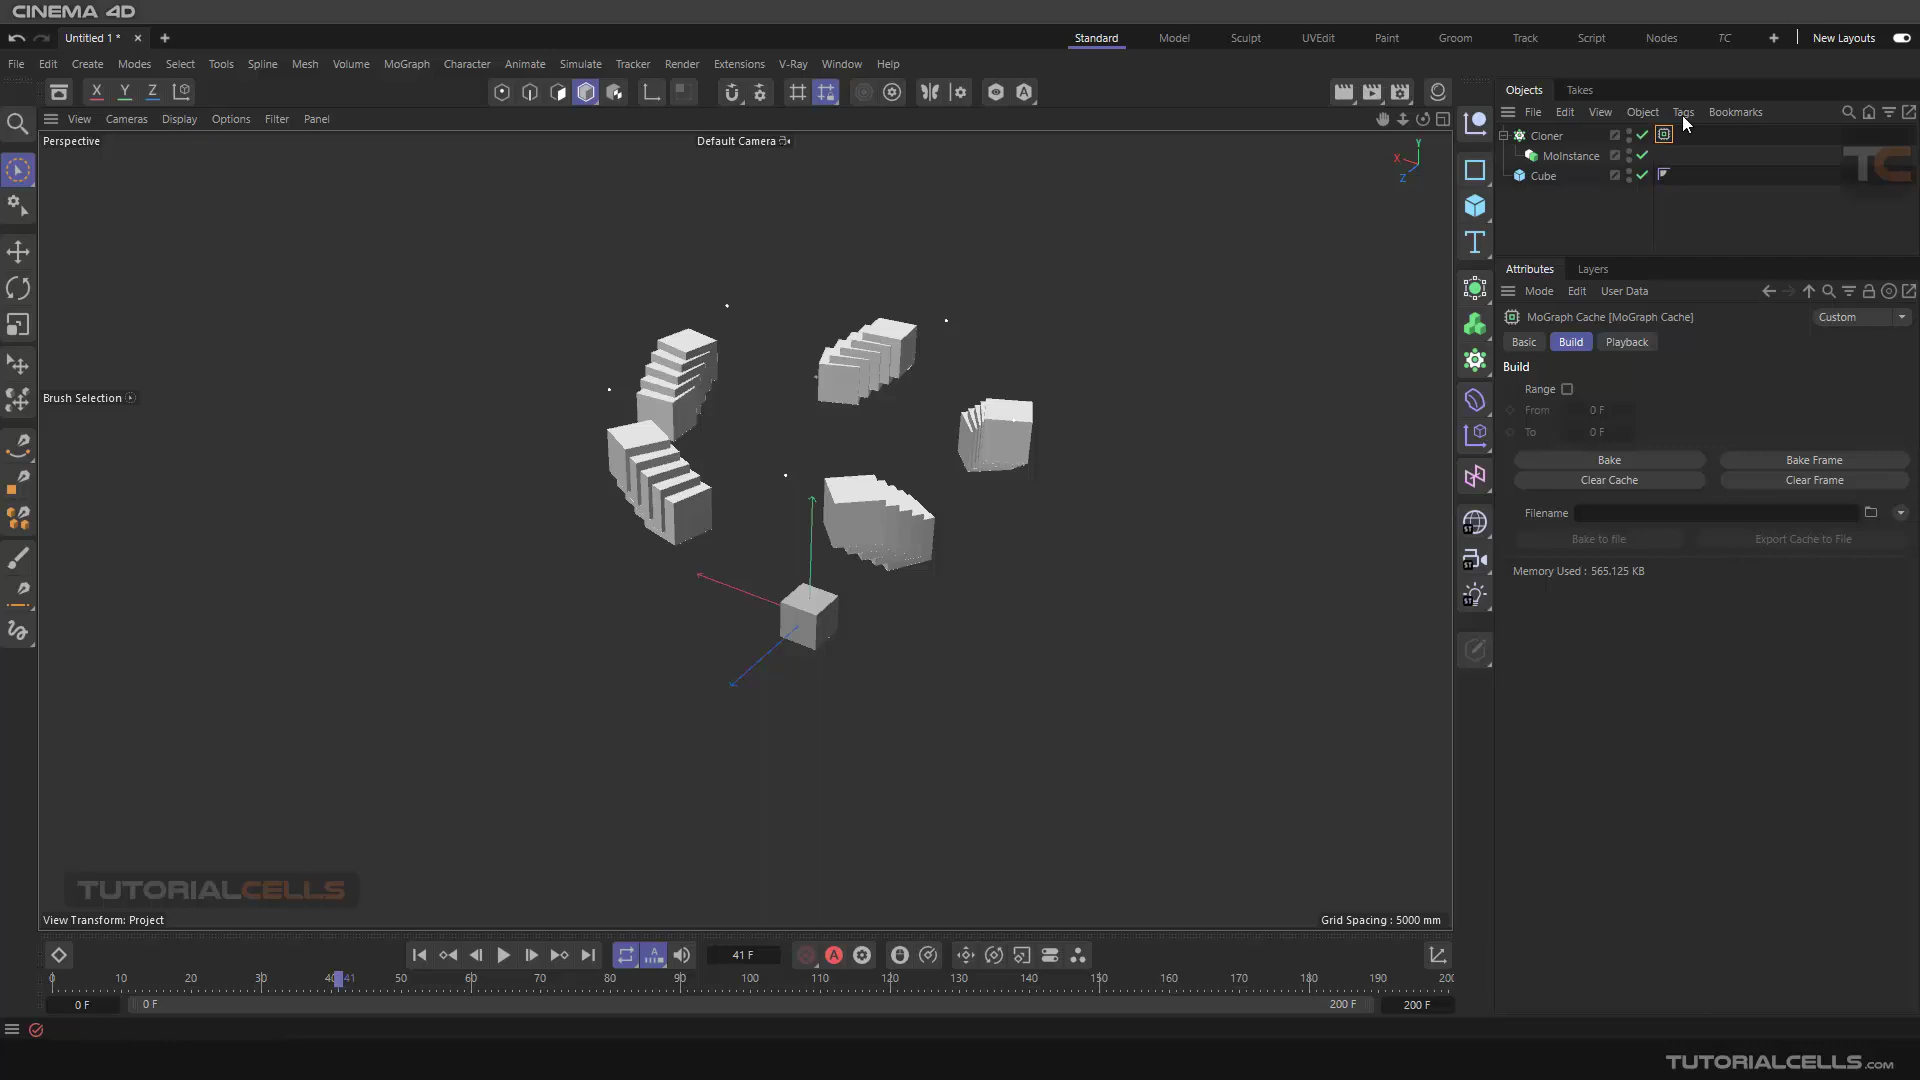 CINEMA 4D
Untitled 1 *
Standard Model Sculpt UVEdit Paint Groom Track Script Nodes TC New Layouts
File Edit Create Modes Select Tools Spline Mesh Volume MoGraph Character Animate Simulate Tracker Render Extensions V-Ray Window Help
X Y Z
Objects Takes
View Cameras Display Options Filter Panel
File Edit View Object Tags Bookmarks
Perspective
Default Camera
Cloner
MoInstance
Cube
TC
Y
X
Z
Attributes Layers
Mode Edit User Data
MoGraph Cache [MoGraph Cache]
Custom
Basic Build Playback
Build
Range
From 0 F
To 0 F
Brush Selection
Bake Bake Frame
Clear Cache Clear Frame
Filename
Bake to file Export Cache to File
Memory Used : 565.125 KB
TUTORIALCELLS
View Transform: Project
Grid Spacing : 5000 mm
41 F
0 10 20 30 40 41 50 60 70 80 90 100 110 120 130 140 150 160 170 180 190 200
0 F 0 F 200 F 200 F
TUTORIALCELLS.COM